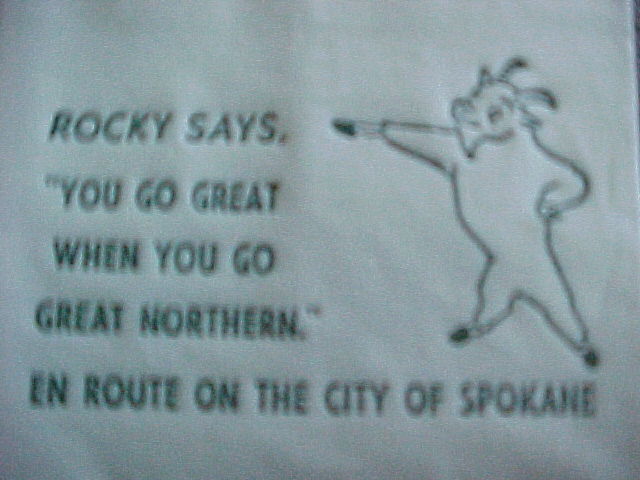 ROCKY SAYS,
"YOU GO GREAT
WHEN YOU GO
GREAT NORTHERN."
EN ROUTE ON THE CITY OF SPOKANE